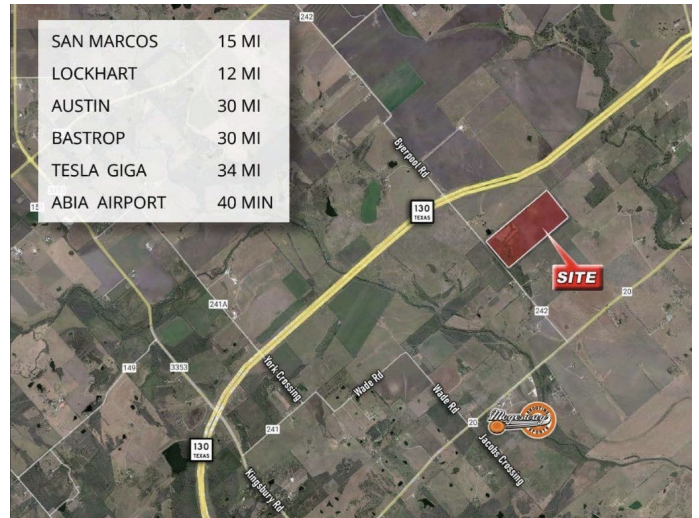 242
SAN MARCOS 15 MI
LOCKHART 12 MI
AUSTIN 30 MI
BASTROP 30 MI
TESLA GIGA 34 MI
ABIA AIRPORT 40 MIN
Byerpool Rd
130
TEXAS
SITE
20
242
241A
York Crossing
149
3353
Wade Rd
Wade Rd
241
20
Jacobs Crossing
130
TEXAS
Kingsbury Rd